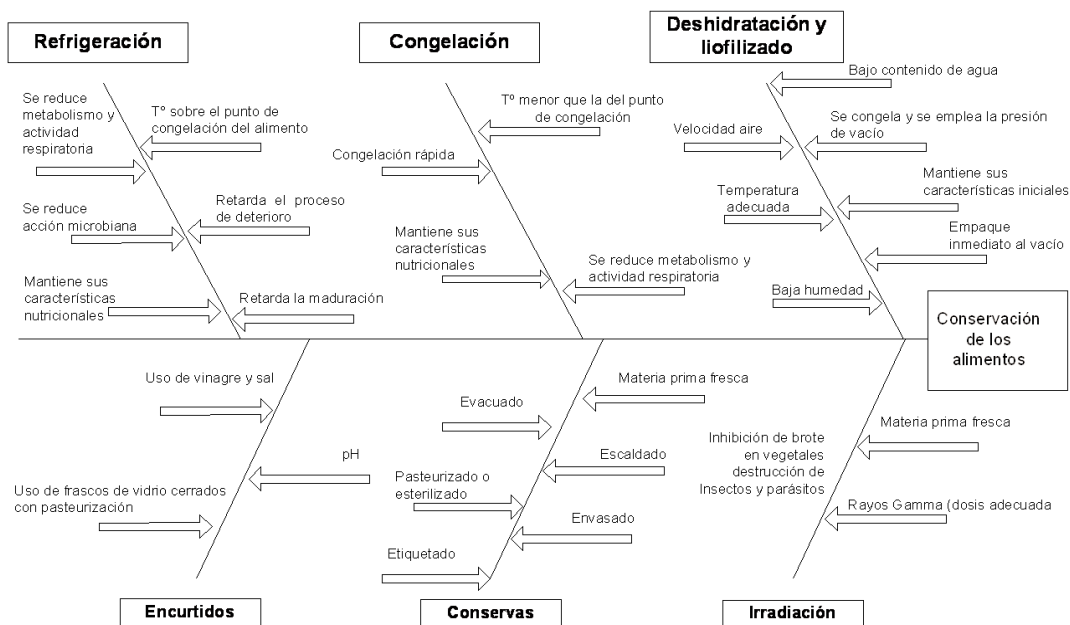 Refrigeración
Congelación
Deshidratación y
liofilizado
Se reduce
metabolismo y
actividad
respiratoria
Tº sobre el punto de
congelación del alimento
Se reduce
acción microbiana
Retarda el proceso
de deterioro
Mantiene sus
características
nutricionales
Retarda la maduración
Tº menor que la del punto
de congelación
Congelación rápida
Mantiene sus
características
nutricionales
Se reduce metabolismo y
actividad respiratoria
Bajo contenido de agua
Velocidad aire
Se congela y se emplea la presión
de vacío
Temperatura
adecuada
Mantiene sus
características iniciales
Empaque
inmediato al vacío
Baja humedad
Conservación
de los
alimentos
Uso de vinagre y sal
pH
Uso de frascos de vidrio cerrados
con pasteurización
Materia prima fresca
Evacuado
Escaldado
Pasteurizado o
esterilizado
Envasado
Etiquetado
Materia prima fresca
Inhibición de brote
en vegetales
destrucción de
Insectos y parásitos
Rayos Gamma (dosis adecuada
Encurtidos
Conservas
Irradiación